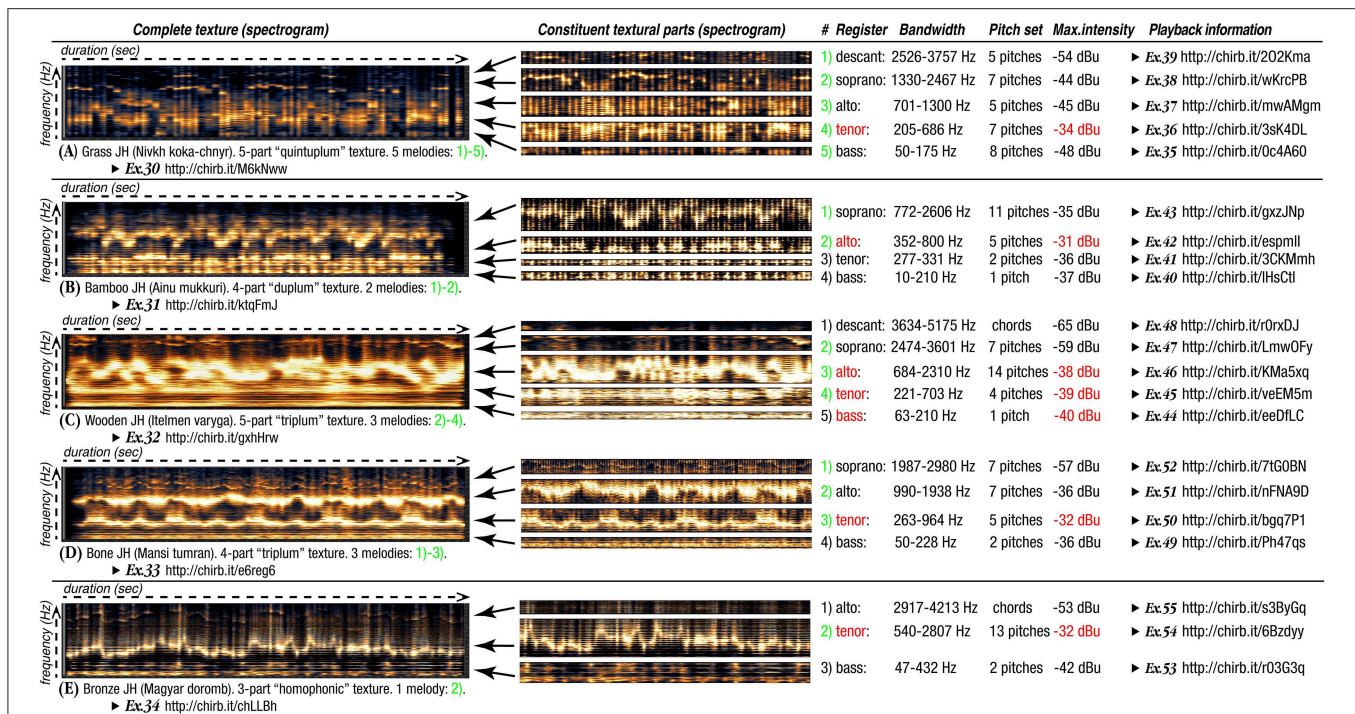 Complete texture (spectrogram) Constituent textural parts (spectrogram) # Register Bandwidth Pitch set Max.intensity Playback information
duration (sec)
frequency (Hz)
1) descant: 2526-3757 Hz 5 pitches -54 dBu ► Ex.39 http://chirb.it/2O2Kma
2) soprano: 1330-2467 Hz 7 pitches -44 dBu ► Ex.38 http://chirb.it/wKrcPB
3) alto: 701-1300 Hz 5 pitches -45 dBu ► Ex.37 http://chirb.it/mwAMgm
4) tenor: 205-686 Hz 7 pitches -34 dBu ► Ex.36 http://chirb.it/3sK4DL
5) bass: 50-175 Hz 8 pitches -48 dBu ► Ex.35 http://chirb.it/0c4A60
(A) Grass JH (Nivkh koka-chnyr). 5-part “quintuplum” texture. 5 melodies: 1)-5).
► Ex.30 http://chirb.it/M6kNww
duration (sec)
frequency (Hz)
1) soprano: 772-2606 Hz 11 pitches -35 dBu ► Ex.43 http://chirb.it/gxzJNp
2) alto: 352-800 Hz 5 pitches -31 dBu ► Ex.42 http://chirb.it/espmII
3) tenor: 277-331 Hz 2 pitches -36 dBu ► Ex.41 http://chirb.it/3CKMmh
4) bass: 10-210 Hz 1 pitch -37 dBu ► Ex.40 http://chirb.it/IHsCtI
(B) Bamboo JH (Ainu mukkuri). 4-part “duplum” texture. 2 melodies: 1)-2).
► Ex.31 http://chirb.it/ktqFmJ
duration (sec)
frequency (Hz)
1) descant: 3634-5175 Hz chords -65 dBu ► Ex.48 http://chirb.it/r0rxDJ
2) soprano: 2474-3601 Hz 7 pitches -59 dBu ► Ex.47 http://chirb.it/LmwOFy
3) alto: 684-2310 Hz 14 pitches -38 dBu ► Ex.46 http://chirb.it/KMa5xq
4) tenor: 221-703 Hz 4 pitches -39 dBu ► Ex.45 http://chirb.it/veEM5m
5) bass: 63-210 Hz 1 pitch -40 dBu ► Ex.44 http://chirb.it/eeDfLC
(C) Wooden JH (Itelmen varyga). 5-part “triplum” texture. 3 melodies: 2)-4).
► Ex.32 http://chirb.it/gxhHrw
duration (sec)
frequency (Hz)
1) soprano: 1987-2980 Hz 7 pitches -57 dBu ► Ex.52 http://chirb.it/7tG0BN
2) alto: 990-1938 Hz 7 pitches -36 dBu ► Ex.51 http://chirb.it/nFNA9D
3) tenor: 263-964 Hz 5 pitches -32 dBu ► Ex.50 http://chirb.it/bgq7P1
4) bass: 50-228 Hz 2 pitches -36 dBu ► Ex.49 http://chirb.it/Ph47qs
(D) Bone JH (Mansi tumran). 4-part “triplum” texture. 3 melodies: 1)-3).
► Ex.33 http://chirb.it/e6reg6
duration (sec)
frequency (Hz)
1) alto: 2917-4213 Hz chords -53 dBu ► Ex.55 http://chirb.it/s3ByGq
2) tenor: 540-2807 Hz 13 pitches -32 dBu ► Ex.54 http://chirb.it/6Bzdyy
3) bass: 47-432 Hz 2 pitches -42 dBu ► Ex.53 http://chirb.it/r03G3q
(E) Bronze JH (Magyar doromb). 3-part “homophonic” texture. 1 melody: 2).
► Ex.34 http://chirb.it/chLLBh